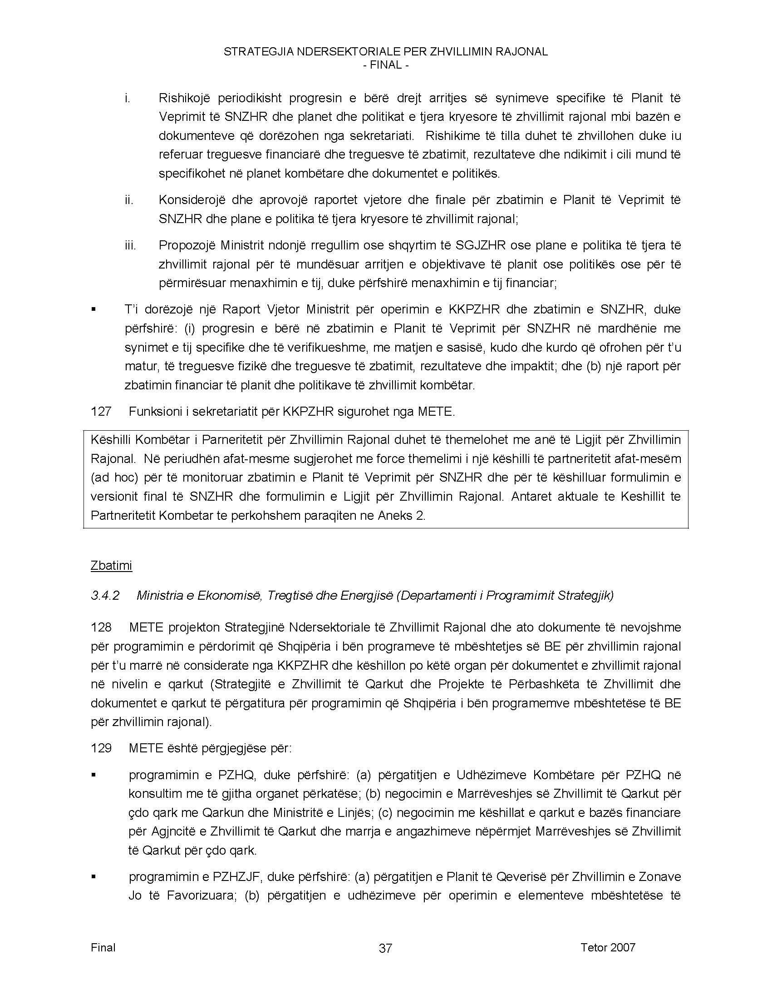 STRATEGJIA NDERSEKTORIALE PER ZHVILLIMIN RAJONAL
- FINAL -
i. Rishikojë periodikisht progresin e bërë drejt arritjes së synimeve specifike të Planit të
Veprimit të SNZHR dhe planet dhe politikat e tjera kryesore të zhvillimit rajonal mbi bazën e
dokumenteve që dorëzohen nga sekretariati. Rishikime të tilla duhet të zhvillohen duke iu
referuar treguesve financiarë dhe treguesve të zbatimit, rezultateve dhe ndikimit i cili mund të
specifikohet në planet kombëtare dhe dokumentet e politikës.
ii. Konsiderojë dhe aprovojë raportet vjetore dhe finale për zbatimin e Planit të Veprimit të
SNZHR dhe plane e politika të tjera kryesore të zhvillimit rajonal;
iii. Propozojë Ministrit ndonjë rregullim ose shqyrtim të SGJZHR ose plane e politika të tjera të
zhvillimit rajonal për të mundësuar arritjen e objektivave të planit ose politikës ose për të
përmirësuar menaxhimin e tij, duke përfshirë menaxhimin e tij financiar;
▪ T’i dorëzojë një Raport Vjetor Ministrit për operimin e KKPZHR dhe zbatimin e SNZHR, duke
përfshirë: (i) progresin e bërë në zbatimin e Planit të Veprimit për SNZHR në mardhënie me
synimet e tij specifike dhe të verifikueshme, me matjen e sasisë, kudo dhe kurdo që ofrohen për t’u
matur, të treguesve fizikë dhe treguesve të zbatimit, rezultateve dhe impaktit; dhe (b) një raport për
zbatimin financiar të planit dhe politikave të zhvillimit kombëtar.
127 Funksioni i sekretariatit për KKPZHR sigurohet nga METE.
Këshilli Kombëtar i Parneritetit për Zhvillimin Rajonal duhet të themelohet me anë të Ligjit për Zhvillimin
Rajonal. Në periudhën afat-mesme sugjerohet me force themelimi i një këshilli të partneritetit afat-mesëm
(ad hoc) për të monitoruar zbatimin e Planit të Veprimit për SNZHR dhe për të këshilluar formulimin e
versionit final të SNZHR dhe formulimin e Ligjit për Zhvillimin Rajonal. Antaret aktuale te Keshillit te
Partneritetit Kombetar te perkohshem paraqiten ne Aneks 2.
Zbatimi
3.4.2 Ministria e Ekonomisë, Tregtisë dhe Energjisë (Departamenti i Programimit Strategjik)
128 METE projekton Strategjinë Ndersektoriale të Zhvillimit Rajonal dhe ato dokumente të nevojshme
për programimin e përdorimit që Shqipëria i bën programeve të mbështetjes së BE për zhvillimin rajonal
për t’u marrë në considerate nga KKPZHR dhe këshillon po këtë organ për dokumentet e zhvillimit rajonal
në nivelin e qarkut (Strategjitë e Zhvillimit të Qarkut dhe Projekte të Përbashkëta të Zhvillimit dhe
dokumentet e qarkut të përgatitura për programimin që Shqipëria i bën programemve mbështetëse të BE
për zhvillimin rajonal).
129 METE është përgjegjëse për:
▪ programimin e PZHQ, duke përfshirë: (a) përgatitjen e Udhëzimeve Kombëtare për PZHQ në
konsultim me të gjitha organet përkatëse; (b) negocimin e Marrëveshjes së Zhvillimit të Qarkut për
çdo qark me Qarkun dhe Ministritë e Linjës; (c) negocimin me këshillat e qarkut e bazës financiare
për Agjncitë e Zhvillimit të Qarkut dhe marrja e angazhimeve nëpërmjet Marrëveshjes së Zhvillimit
të Qarkut për çdo qark.
▪ programimin e PZHZJF, duke përfshirë: (a) përgatitjen e Planit të Qeverisë për Zhvillimin e Zonave
Jo të Favorizuara; (b) përgatitjen e udhëzimeve për operimin e elementeve mbështetëse të
Final 37 Tetor 2007